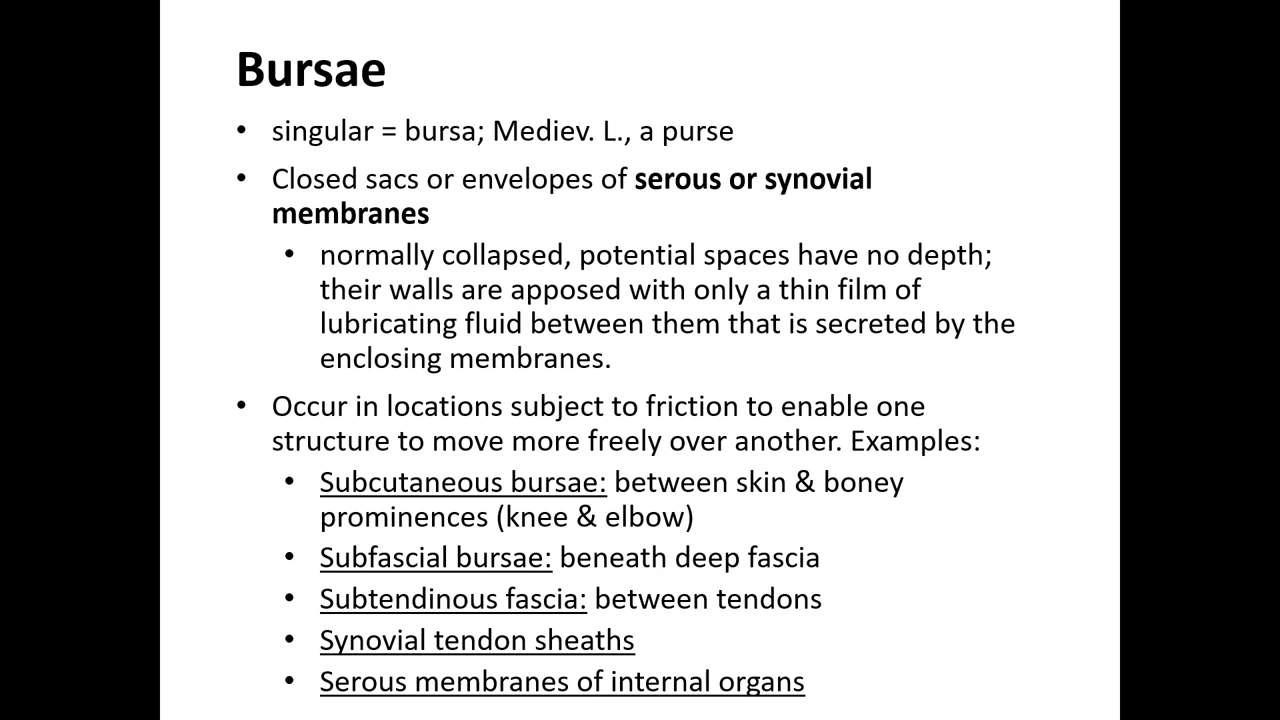 Bursae
• singular = bursa; Mediev. L., a purse
• Closed sacs or envelopes of serous or synovial
membranes
• normally collapsed, potential spaces have no depth;
their walls are apposed with only a thin film of
lubricating fluid between them that is secreted by the
enclosing membranes.
• Occur in locations subject to friction to enable one
structure to move more freely over another. Examples:
• Subcutaneous bursae: between skin & boney
prominences (knee & elbow)
• Subfascial bursae: beneath deep fascia
• Subtendinous fascia: between tendons
• Synovial tendon sheaths
• Serous membranes of internal organs